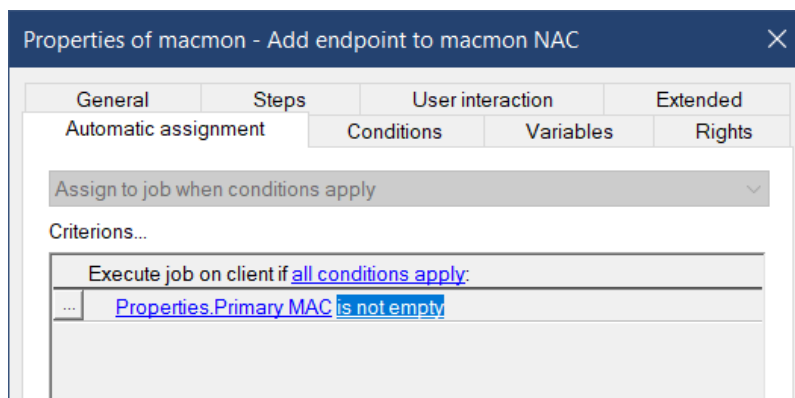 Properties of macmon - Add endpoint to macmon NAC
General Steps User interaction Extended
Automatic assignment Conditions Variables Rights
Assign to job when conditions apply
Criterions...
Execute job on client if all conditions apply:
... Properties.Primary MAC is not empty